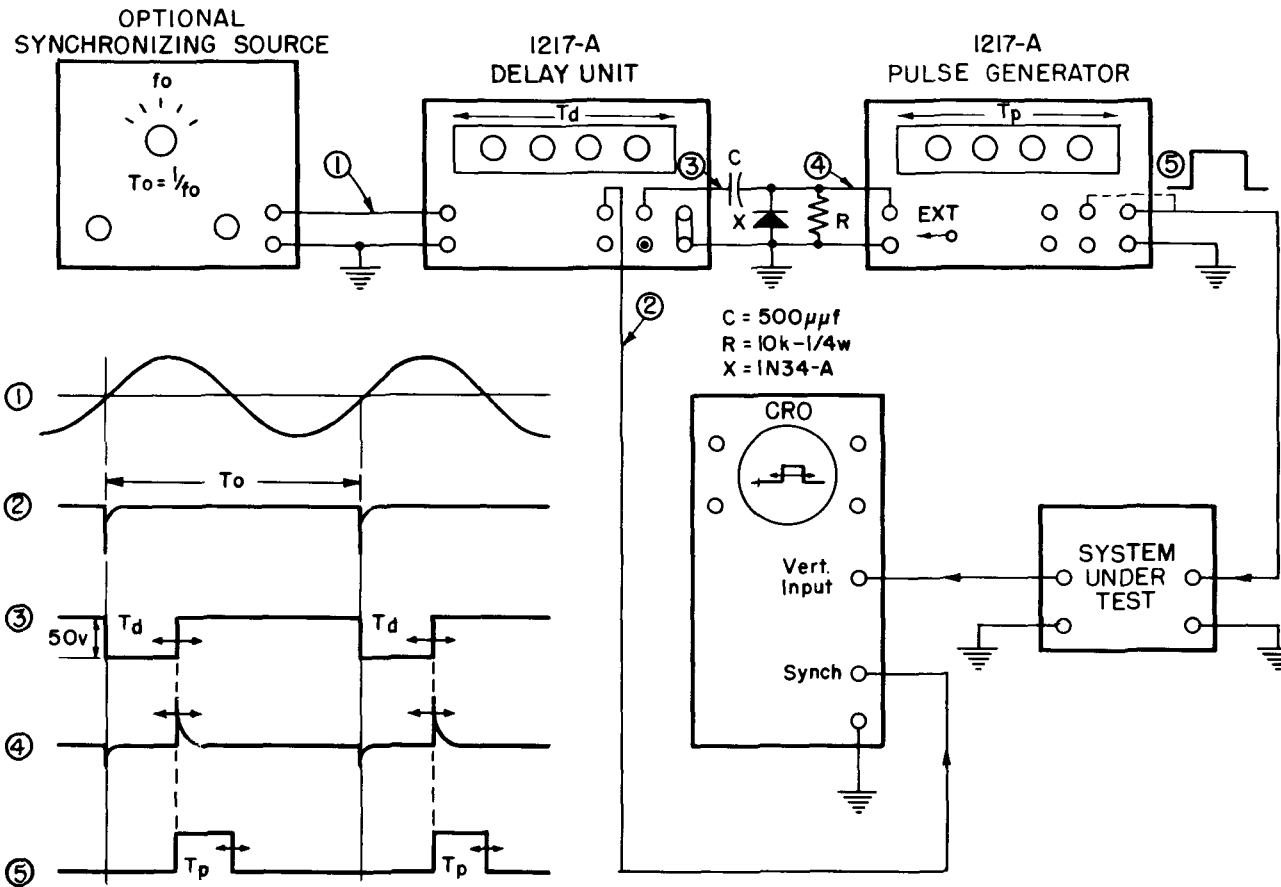 OPTIONAL
SYNCHRONIZING SOURCE
fo
To = 1/fo
1217-A
DELAY UNIT
Td
1217-A
PULSE GENERATOR
Tp
①
③
C
X
R
④
EXT
⑤
②
C = 500μμf
R = 10k-1/4w
X = 1N34-A
CRO
Vert.
Input
Synch
SYSTEM
UNDER
TEST
①
To
②
③
50v
Td
Td
④
⑤
Tp
Tp